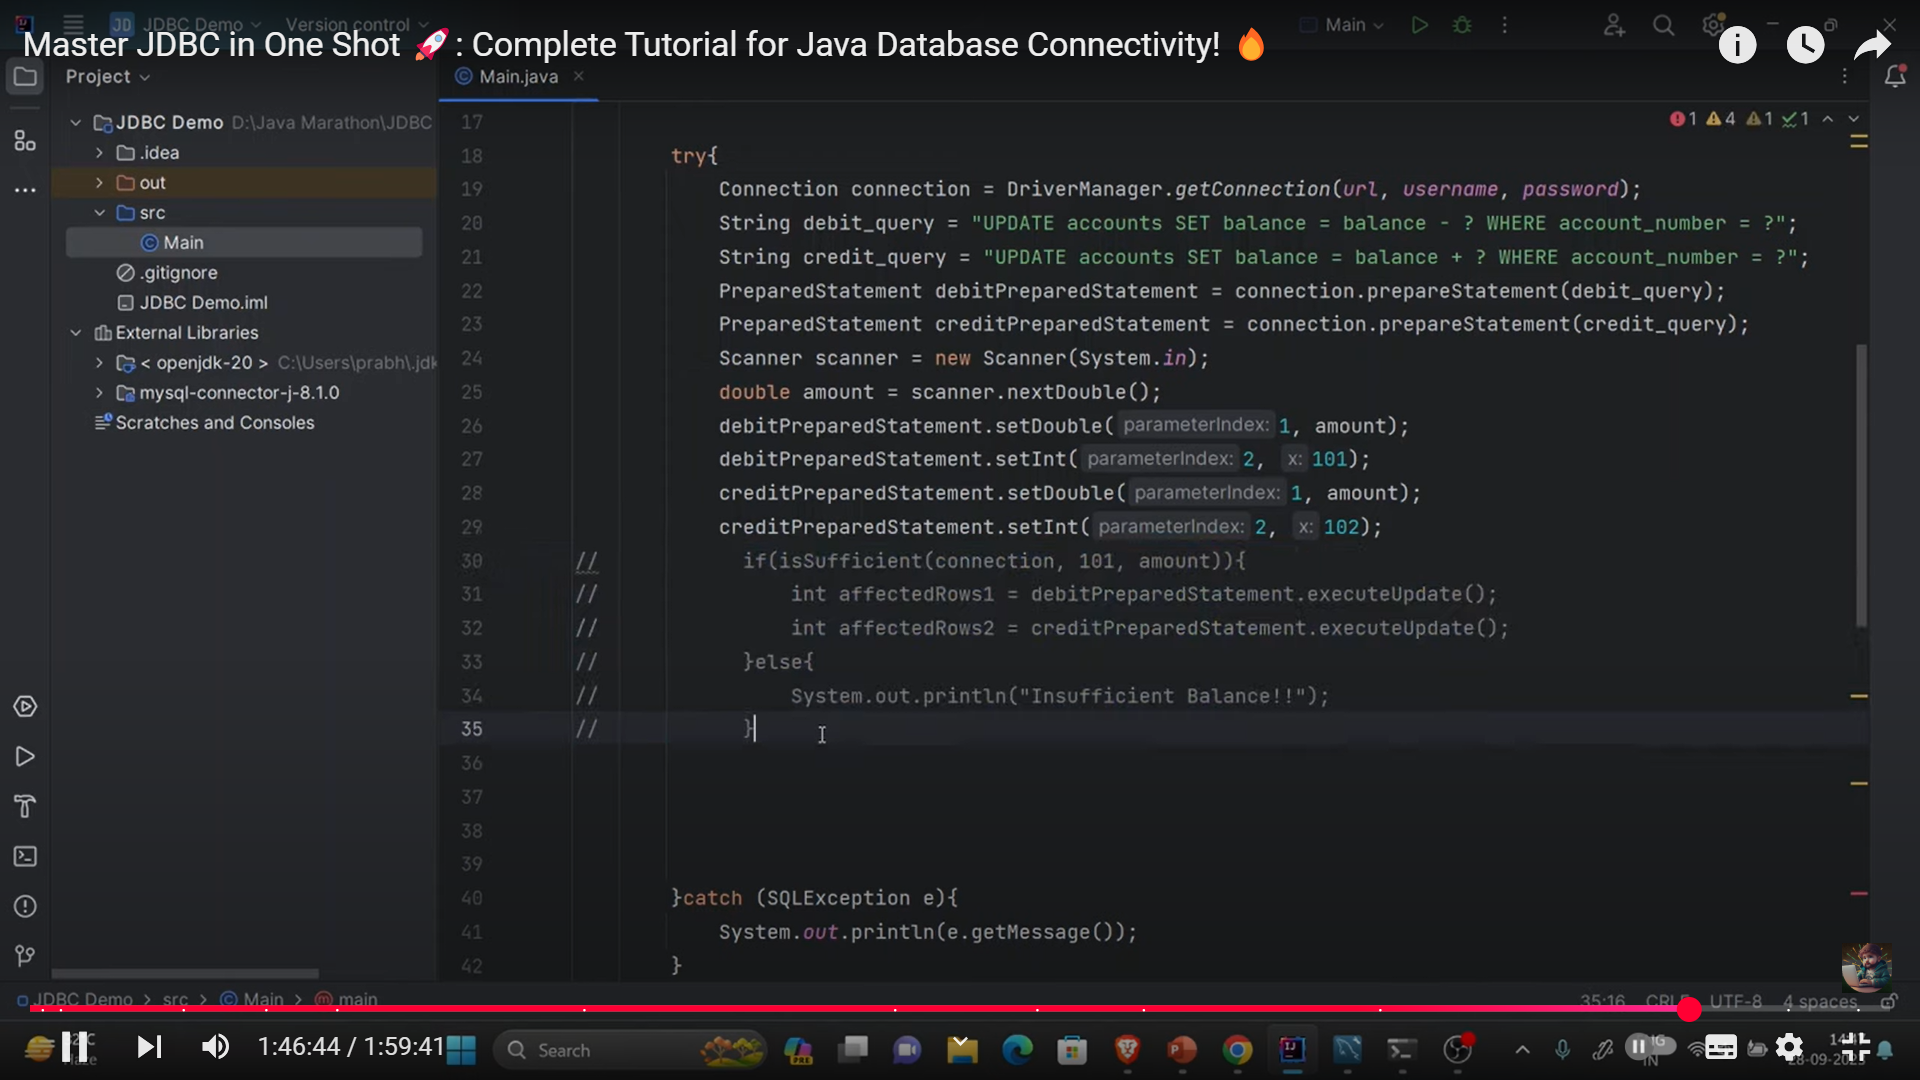 JD JDBC Demo Version control Main
Master JDBC in One Shot 🚀 : Complete Tutorial for Java Database Connectivity! 🔥
Project
Main.java
JDBC Demo D:\Java Marathon\JDBC
.idea
out
src
Main
.gitignore
JDBC Demo.iml
External Libraries
< openjdk-20 > C:\Users\prabh\.jdk
mysql-connector-j-8.1.0
Scratches and Consoles
1 4 1 1
17
18 try{
19 Connection connection = DriverManager.getConnection(url, username, password);
20 String debit_query = "UPDATE accounts SET balance = balance - ? WHERE account_number = ?";
21 String credit_query = "UPDATE accounts SET balance = balance + ? WHERE account_number = ?";
22 PreparedStatement debitPreparedStatement = connection.prepareStatement(debit_query);
23 PreparedStatement creditPreparedStatement = connection.prepareStatement(credit_query);
24 Scanner scanner = new Scanner(System.in);
25 double amount = scanner.nextDouble();
26 debitPreparedStatement.setDouble( parameterIndex: 1, amount);
27 debitPreparedStatement.setInt( parameterIndex: 2, x: 101);
28 creditPreparedStatement.setDouble( parameterIndex: 1, amount);
29 creditPreparedStatement.setInt( parameterIndex: 2, x: 102);
30 // if(isSufficient(connection, 101, amount)){
31 // int affectedRows1 = debitPreparedStatement.executeUpdate();
32 // int affectedRows2 = creditPreparedStatement.executeUpdate();
33 // }else{
34 // System.out.println("Insufficient Balance!!");
35 // }
36
37
38
39
40 }catch (SQLException e){
41 System.out.println(e.getMessage());
42 }
JDBC Demo > src > Main > main 35:16 CRLF UTF-8 4 spaces
1:46:44 / 1:59:41 Search PRE